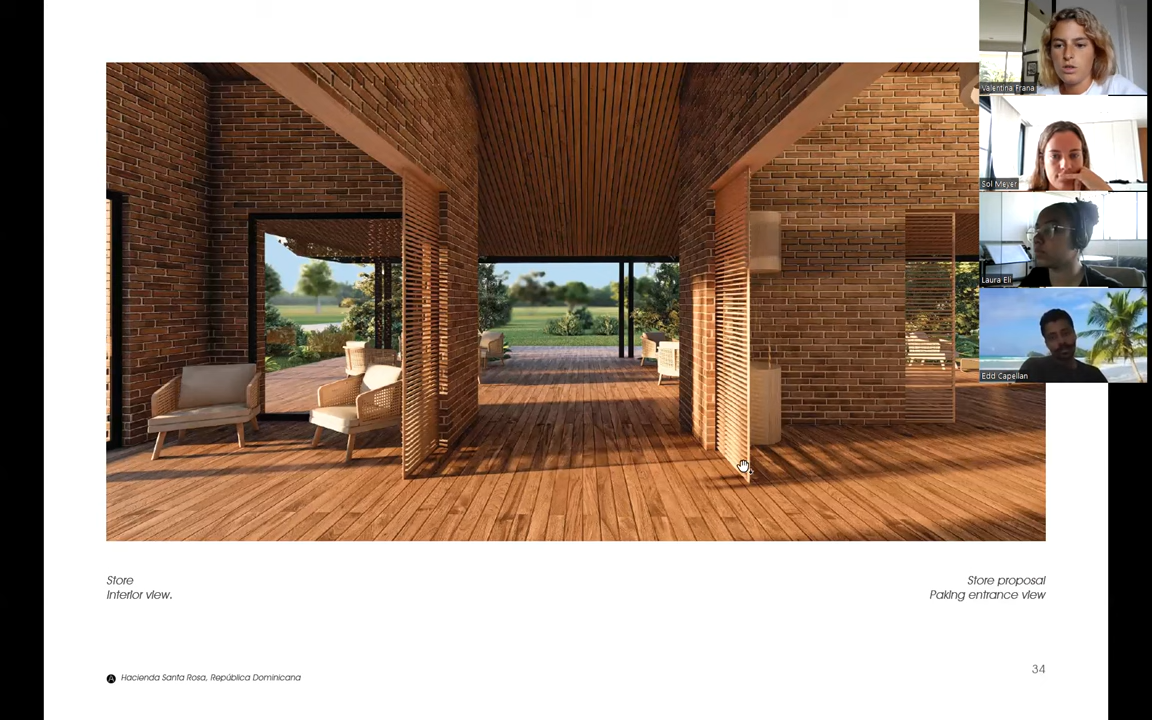 Valentina Frana
Sol Meyer
Laura Eli
Edd Capellan
Store
Interior view.
Store proposal
Paking entrance view
Hacienda Santa Rosa, República Dominicana
34